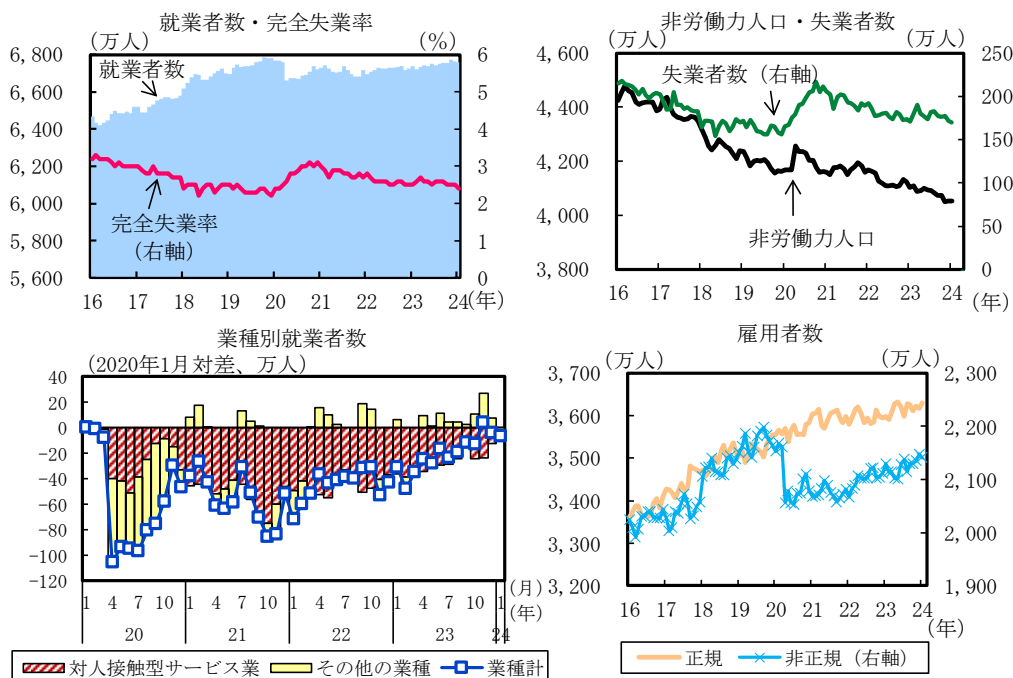 就業者数・完全失業率
(万人)
(%)
6,800
6,600
6,400
6,200
6,000
5,800
5,600
6
5
4
3
2
1
0
就業者数
完全失業率
(右軸)
16 17 18 19 20 21 22 23 24
(年)
非労働力人口・失業者数
(万人)
(万人)
4,600
4,400
4,200
4,000
3,800
250
200
150
100
50
0
失業者数(右軸)
非労働力人口
16 17 18 19 20 21 22 23 24
(年)
業種別就業者数
(2020年1月対差、万人)
40
20
0
−20
−40
−60
−80
−100
−120
1 4 7 10 1 4 7 10 1 4 7 10 1 4 7 10 1
(月)
(年)
20 21 22 23 24
対人接触型サービス業 その他の業種 業種計
雇用者数
(万人)
(万人)
3,700
3,600
3,500
3,400
3,300
3,200
2,300
2,200
2,100
2,000
1,900
16 17 18 19 20 21 22 23 24
(年)
正規 非正規(右軸)